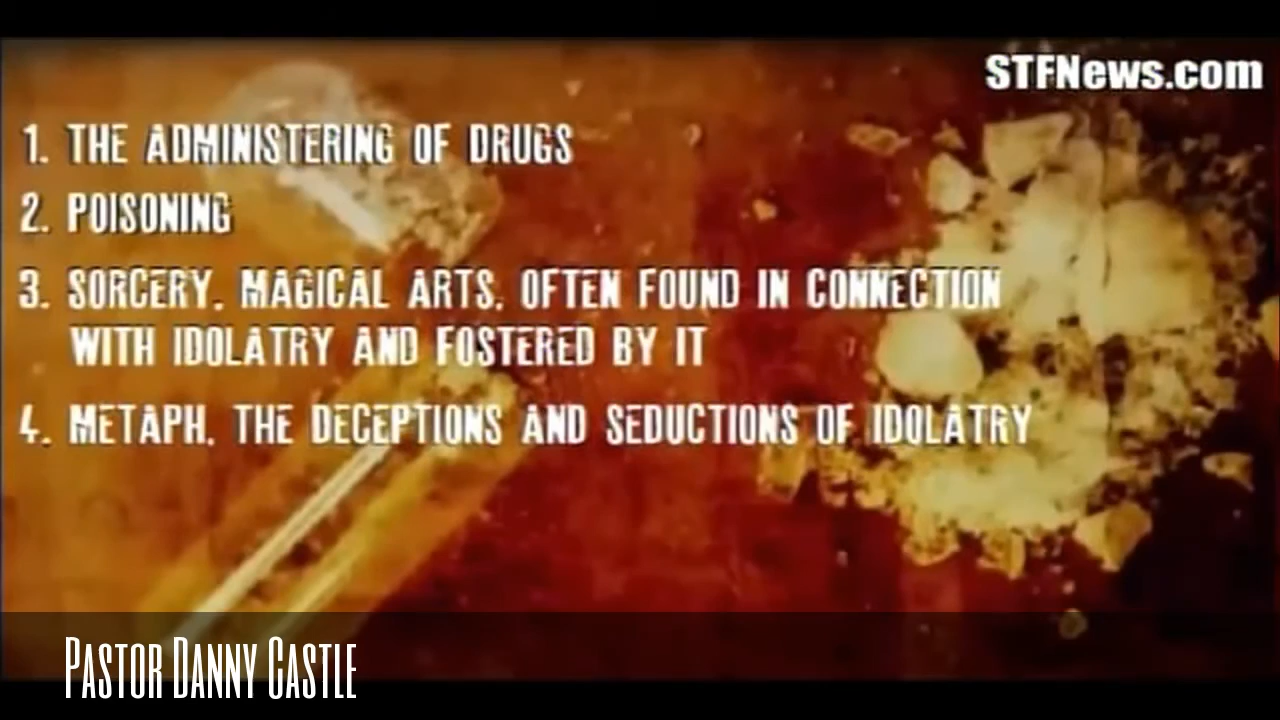 STFNews.com
1. THE ADMINISTERING OF DRUGS
2. POISONING
3. SORCERY, MAGICAL ARTS, OFTEN FOUND IN CONNECTION
WITH IDOLATRY AND FOSTERED BY IT
4. METAPH. THE DECEPTIONS AND SEDUCTIONS OF IDOLATRY
PASTOR DANNY CASTLE